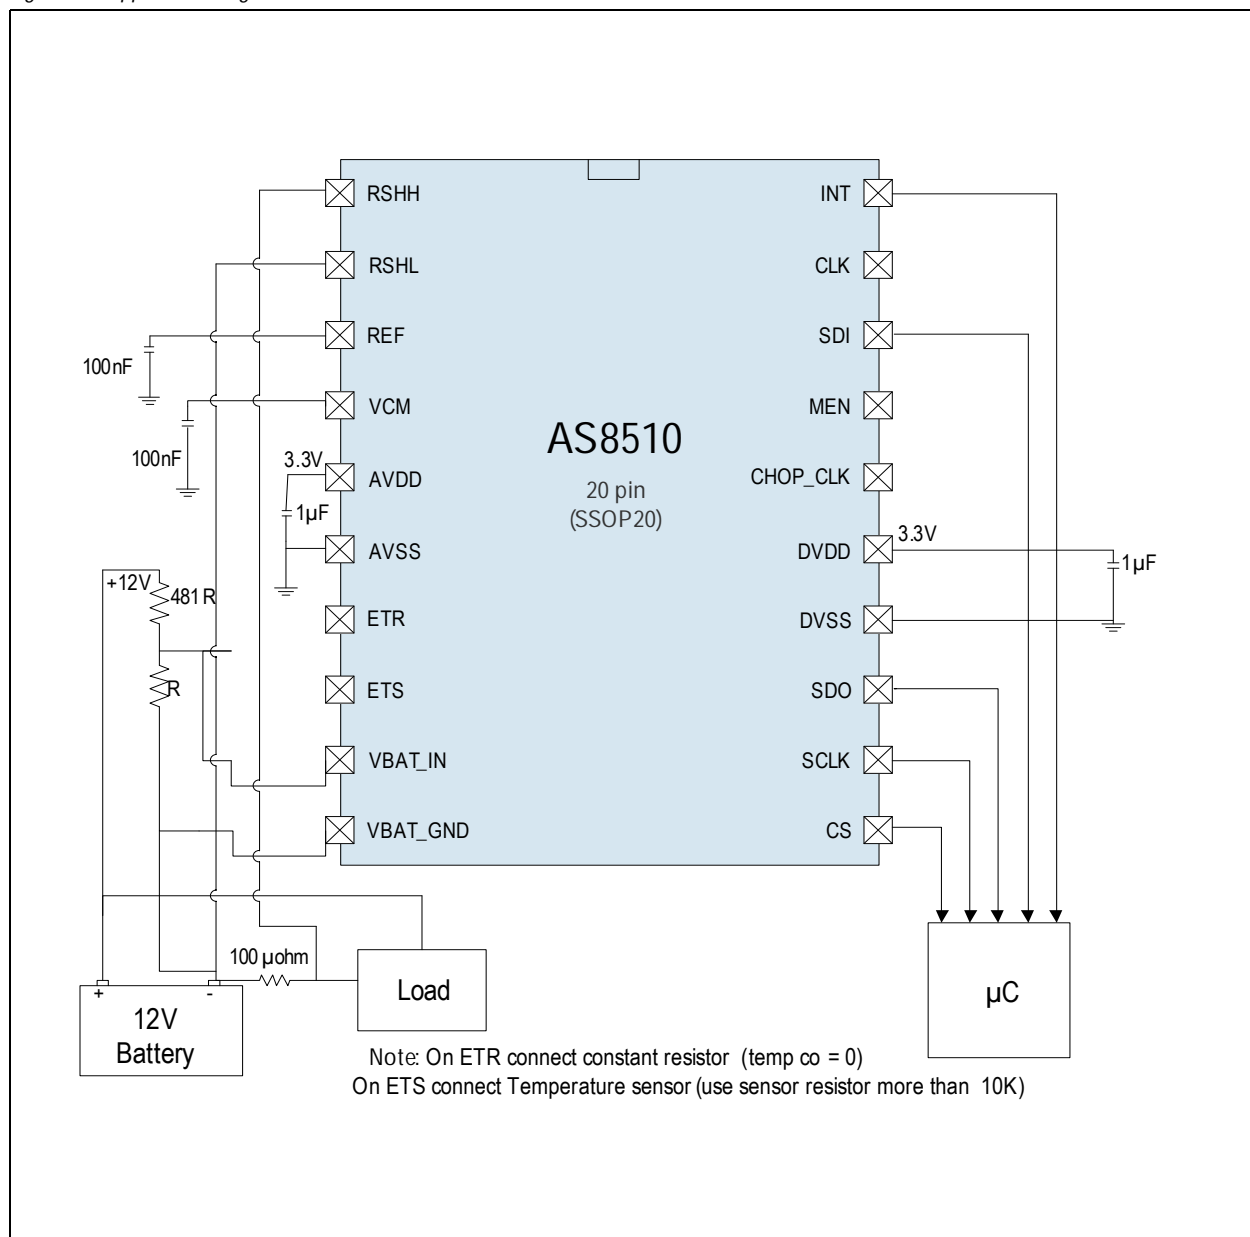 RSHH
RSHL
REF
VCM
AVDD
AVSS
ETR
ETS
VBAT_IN
VBAT_GND
INT
CLK
SDI
MEN
CHOP_CLK
DVDD
DVSS
SDO
SCLK
CS
AS8510
20 pin
(SSOP20)
100nF
100nF
3.3V
1µF
+12V
481R
R
3.3V
1µF
100 µohm
Load
+ -
12V
Battery
µC
Note: On ETR connect constant resistor (temp co = 0)
On ETS connect Temperature sensor (use sensor resistor more than 10K)